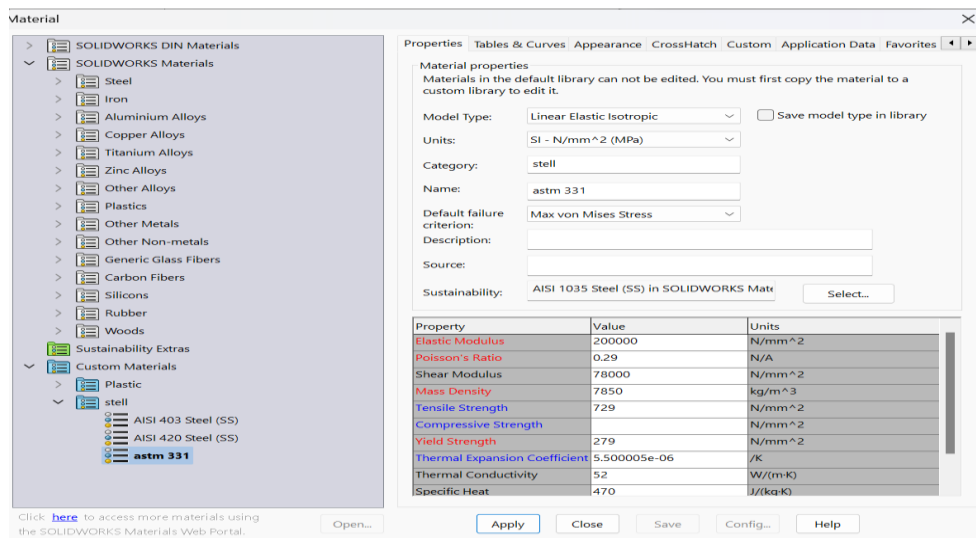 Material
SOLIDWORKS DIN Materials
SOLIDWORKS Materials
Steel
Iron
Aluminium Alloys
Copper Alloys
Titanium Alloys
Zinc Alloys
Other Alloys
Plastics
Other Metals
Other Non-metals
Generic Glass Fibers
Carbon Fibers
Silicons
Rubber
Woods
Sustainability Extras
Custom Materials
Plastic
stell
AISI 403 Steel (SS)
AISI 420 Steel (SS)
astm 331
Click here to access more materials using
the SOLIDWORKS Materials Web Portal.
Open...
Properties Tables & Curves Appearance CrossHatch Custom Application Data Favorites
Material properties
Materials in the default library can not be edited. You must first copy the material to a
custom library to edit it.
Model Type: Linear Elastic Isotropic Save model type in library
Units: SI - N/mm^2 (MPa)
Category: stell
Name: astm 331
Default failure
criterion: Max von Mises Stress
Description:
Source:
Sustainability: AISI 1035 Steel (SS) in SOLIDWORKS Mate Select...
Property Value Units
Elastic Modulus 200000 N/mm^2
Poisson's Ratio 0.29 N/A
Shear Modulus 78000 N/mm^2
Mass Density 7850 kg/m^3
Tensile Strength 729 N/mm^2
Compressive Strength N/mm^2
Yield Strength 279 N/mm^2
Thermal Expansion Coefficient 5.500005e-06 /K
Thermal Conductivity 52 W/(m·K)
Specific Heat 470 J/(kg·K)
Apply Close Save Config... Help